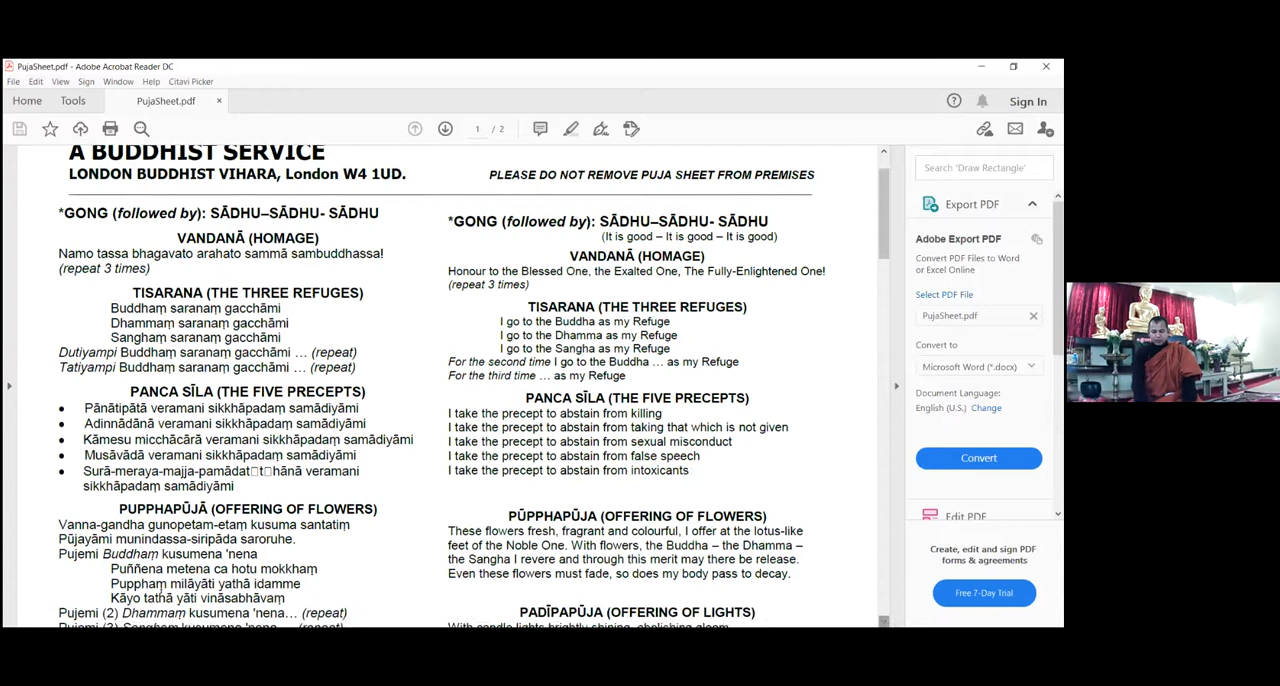 PujaSheet.pdf - Adobe Acrobat Reader DC
File Edit View Sign Window Help Citavi Picker
Home Tools PujaSheet.pdf × Sign In
1 / 2
A BUDDHIST SERVICE
LONDON BUDDHIST VIHARA, London W4 1UD.
PLEASE DO NOT REMOVE PUJA SHEET FROM PREMISES
*GONG (followed by): SĀDHU–SĀDHU- SĀDHU
VANDANĀ (HOMAGE)
Namo tassa bhagavato arahato sammā sambuddhassa!
(repeat 3 times)
TISARANA (THE THREE REFUGES)
Buddhaṃ saranaṃ gacchāmi
Dhammaṃ saranaṃ gacchāmi
Sanghaṃ saranaṃ gacchāmi
Dutiyampi Buddhaṃ saranaṃ gacchāmi … (repeat)
Tatiyampi Buddhaṃ saranaṃ gacchāmi … (repeat)
PANCA SĪLA (THE FIVE PRECEPTS)
• Pānātipātā veramani sikkhāpadaṃ samādiyāmi
• Adinnādānā veramani sikkhāpadaṃ samādiyāmi
• Kāmesu micchācārā veramani sikkhāpadaṃ samādiyāmi
• Musāvādā veramani sikkhāpadaṃ samādiyāmi
• Surā-meraya-majja-pamādat□t□hānā veramani
sikkhāpadaṃ samādiyāmi
PUPPHAPŪJĀ (OFFERING OF FLOWERS)
Vanna-gandha gunopetam-etaṃ kusuma santatiṃ
Pūjayāmi munindassa-siripāda saroruhe.
Pujemi Buddhaṃ kusumena 'nena
Puññena metena ca hotu mokkhaṃ
Pupphaṃ milāyāti yathā idamme
Kāyo tathā yāti vināsabhāvaṃ
Pujemi (2) Dhammaṃ kusumena 'nena… (repeat)
Pujemi (3) Sanghaṃ kusumena 'nena… (repeat)
*GONG (followed by): SĀDHU–SĀDHU- SĀDHU
(It is good – It is good – It is good)
VANDANĀ (HOMAGE)
Honour to the Blessed One, the Exalted One, The Fully-Enlightened One!
(repeat 3 times)
TISARANA (THE THREE REFUGES)
I go to the Buddha as my Refuge
I go to the Dhamma as my Refuge
I go to the Sangha as my Refuge
For the second time I go to the Buddha … as my Refuge
For the third time … as my Refuge
PANCA SĪLA (THE FIVE PRECEPTS)
I take the precept to abstain from killing
I take the precept to abstain from taking that which is not given
I take the precept to abstain from sexual misconduct
I take the precept to abstain from false speech
I take the precept to abstain from intoxicants
PŪPPHAPŪJA (OFFERING OF FLOWERS)
These flowers fresh, fragrant and colourful, I offer at the lotus-like
feet of the Noble One. With flowers, the Buddha – the Dhamma –
the Sangha I revere and through this merit may there be release.
Even these flowers must fade, so does my body pass to decay.
PADĪPAPŪJA (OFFERING OF LIGHTS)
With candle lights brightly shining, abolishing gloom
Search 'Draw Rectangle'
Export PDF
Adobe Export PDF
Convert PDF Files to Word
or Excel Online
Select PDF File
PujaSheet.pdf
Convert to
Microsoft Word (*.docx)
Document Language:
English (U.S.) Change
Convert
Edit PDF
Create, edit and sign PDF
forms & agreements
Free 7-Day Trial